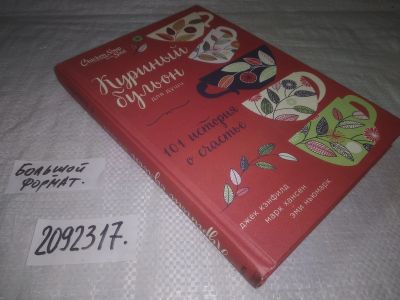 Chicken Soup
for the Soul
Куриный
бульон
для души
101 история
о счастье
джек кэнфилд
марк хансен
эми ньюмарк
БОЛЬШОЙ
ФОРМАТ.
2092317.